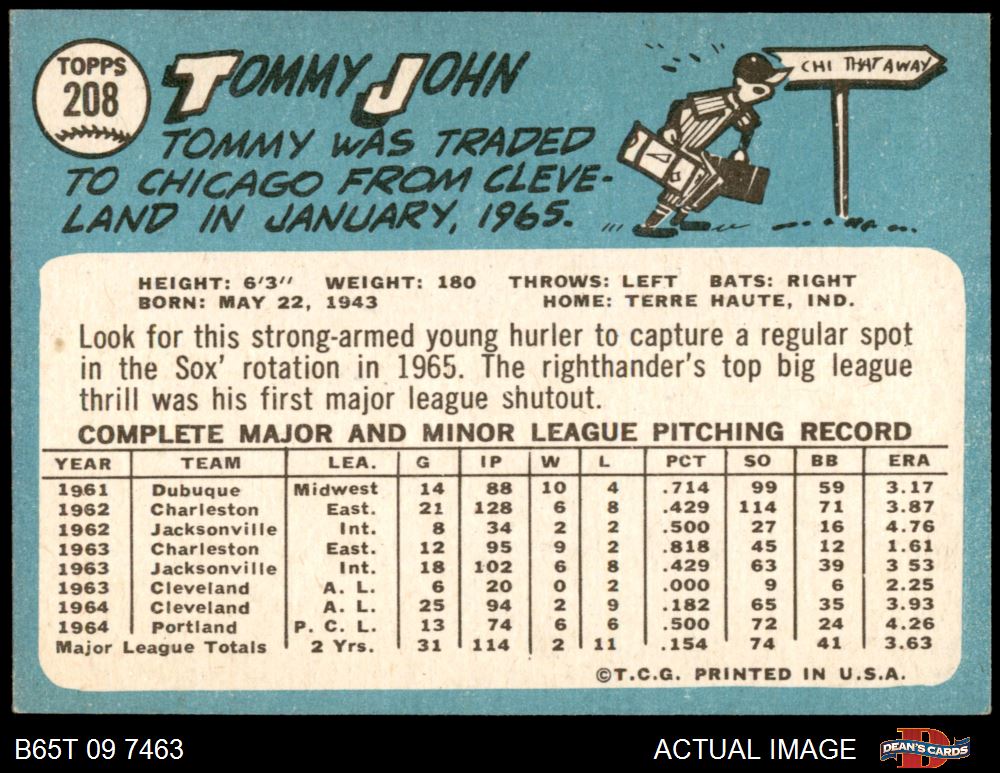 TOPPS
208
TOMMY JOHN
CHI THATAWAY
TOMMY WAS TRADED
TO CHICAGO FROM CLEVE-
LAND IN JANUARY, 1965.
HEIGHT: 6'3" WEIGHT: 180 THROWS: LEFT BATS: RIGHT
BORN: MAY 22, 1943 HOME: TERRE HAUTE, IND.
Look for this strong-armed young hurler to capture a regular spot
in the Sox' rotation in 1965. The righthander's top big league
thrill was his first major league shutout.
COMPLETE MAJOR AND MINOR LEAGUE PITCHING RECORD
YEAR TEAM LEA. G IP W L PCT SO BB ERA
1961 Dubuque Midwest 14 88 10 4 .714 99 59 3.17
1962 Charleston East. 21 128 6 8 .429 114 71 3.87
1962 Jacksonville Int. 8 34 2 2 .500 27 16 4.76
1963 Charleston East. 12 95 9 2 .818 45 12 1.61
1963 Jacksonville Int. 18 102 6 8 .429 63 39 3 53
1963 Cleveland A. L. 6 20 0 2 .000 9 6 2.25
1964 Cleveland A. L. 25 94 2 9 .182 65 35 3.93
1964 Portland P. C. L. 13 74 6 6 .500 72 24 4.26
Major League Totals 2 Yrs. 31 114 2 11 .154 74 41 3.63
©T.C.G. PRINTED IN U.S.A.
B65T 09 7463 ACTUAL IMAGE DEAN'S CARDS